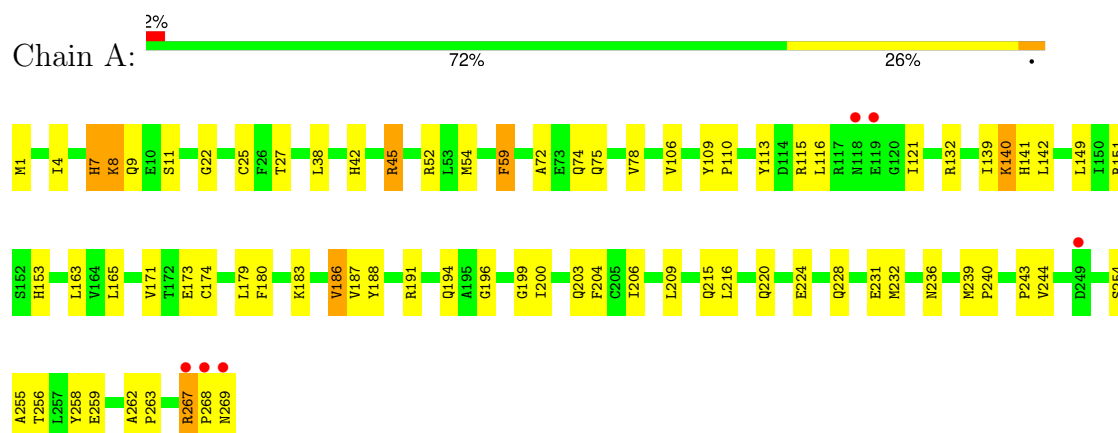 2%
Chain A:
72% 26% •
M1 I4 H7 K8 Q9 E10 S11 G22 C25 F26 T27 L38 H42 R45 R52 L53 M54 F59 A72 E73 Q74 Q75 V78 V106 Y109 P110 Y113 D114 R115 L116 R117 N118 E119 G120 I121 R132 I139 K140 H141 L142 L149 I150
S152 H153 L163 V164 L165 V171 T172 E173 C174 L179 F180 K183 V186 V187 Y188 R191 Q194 A195 G196 G199 I200 Q203 F204 C205 I206 L209 Q215 L216 Q220 E224 Q228 E231 M232 N236 M239 P240 P243 V244 D249 S254
A255 T256 L257 Y258 E259 A262 P263 R267 P268 N269